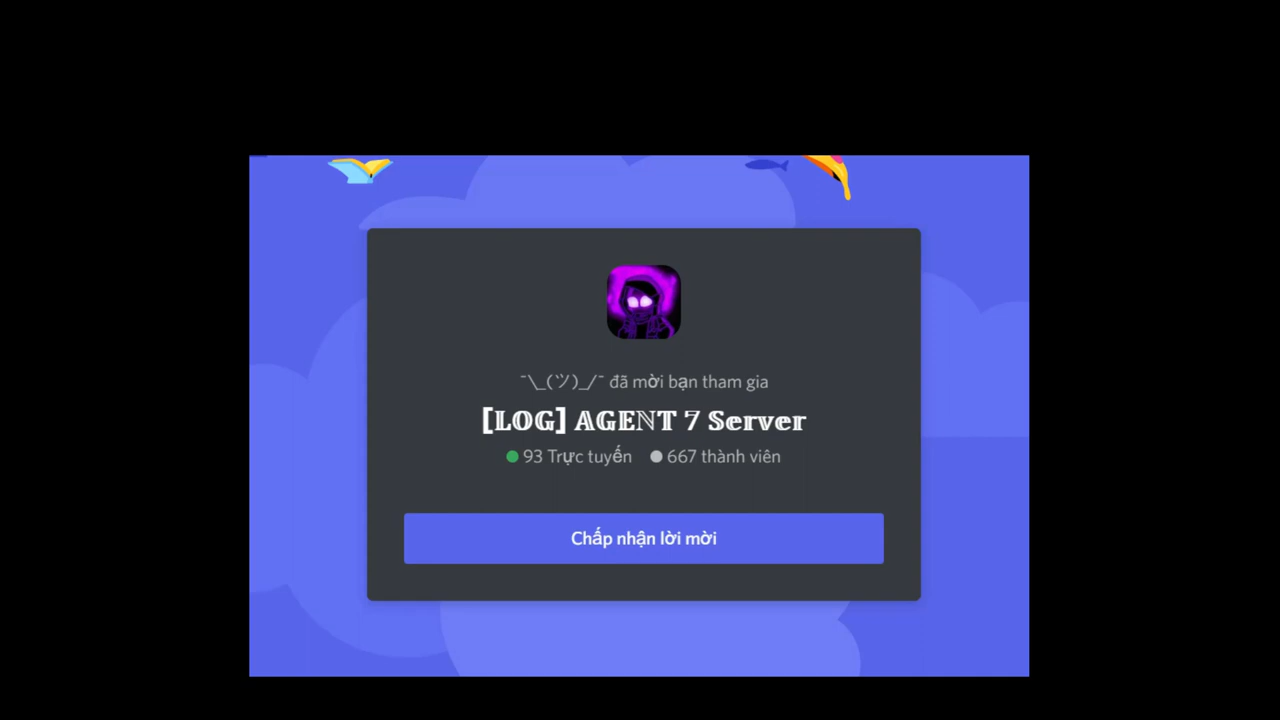 ¯\_(ツ)_/¯ đã mời bạn tham gia
[LOG] AGENT 7 Server
93 Trực tuyến 667 thành viên
Chấp nhận lời mời